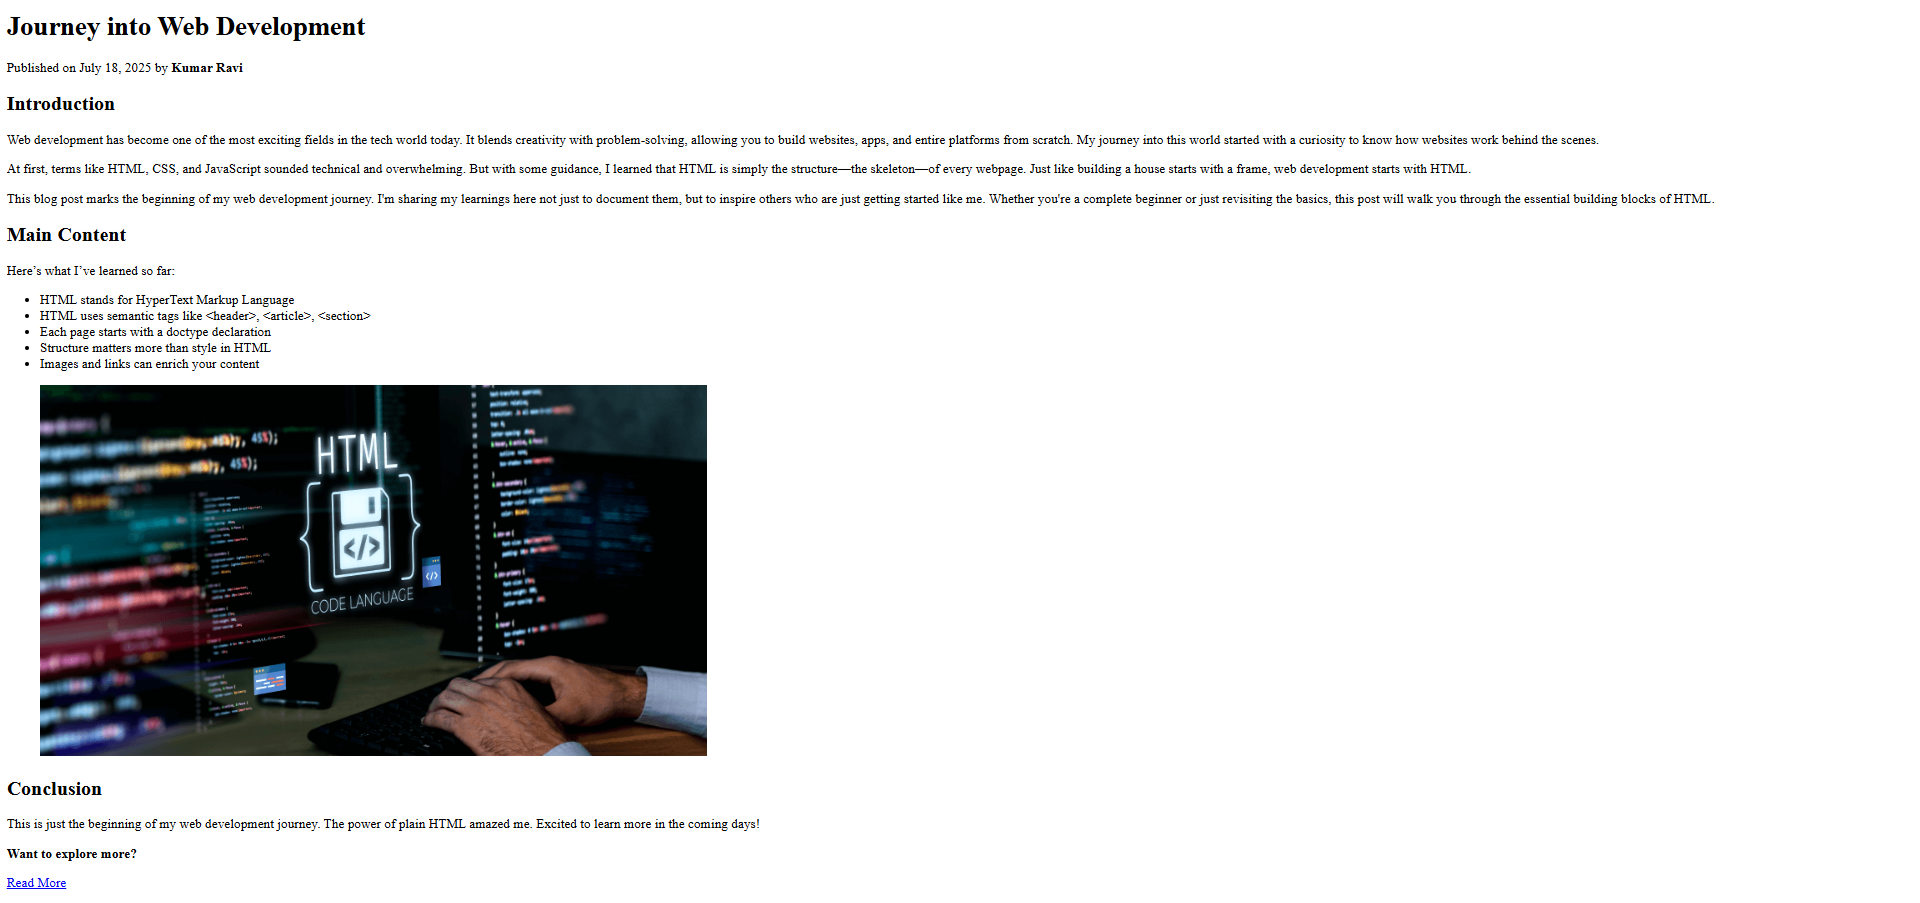 Journey into Web Development
Published on July 18, 2025 by Kumar Ravi
Introduction
Web development has become one of the most exciting fields in the tech world today. It blends creativity with problem-solving, allowing you to build websites, apps, and entire platforms from scratch. My journey into this world started with a curiosity to know how websites work behind the scenes.
At first, terms like HTML, CSS, and JavaScript sounded technical and overwhelming. But with some guidance, I learned that HTML is simply the structure—the skeleton—of every webpage. Just like building a house starts with a frame, web development starts with HTML.
This blog post marks the beginning of my web development journey. I'm sharing my learnings here not just to document them, but to inspire others who are just getting started like me. Whether you're a complete beginner or just revisiting the basics, this post will walk you through the essential building blocks of HTML.
Main Content
Here’s what I’ve learned so far:
• HTML stands for HyperText Markup Language
• HTML uses semantic tags like <header>, <article>, <section>
• Each page starts with a doctype declaration
• Structure matters more than style in HTML
• Images and links can enrich your content
HTML
</>
</>
CODE LANGUAGE
Conclusion
This is just the beginning of my web development journey. The power of plain HTML amazed me. Excited to learn more in the coming days!
Want to explore more?
Read More